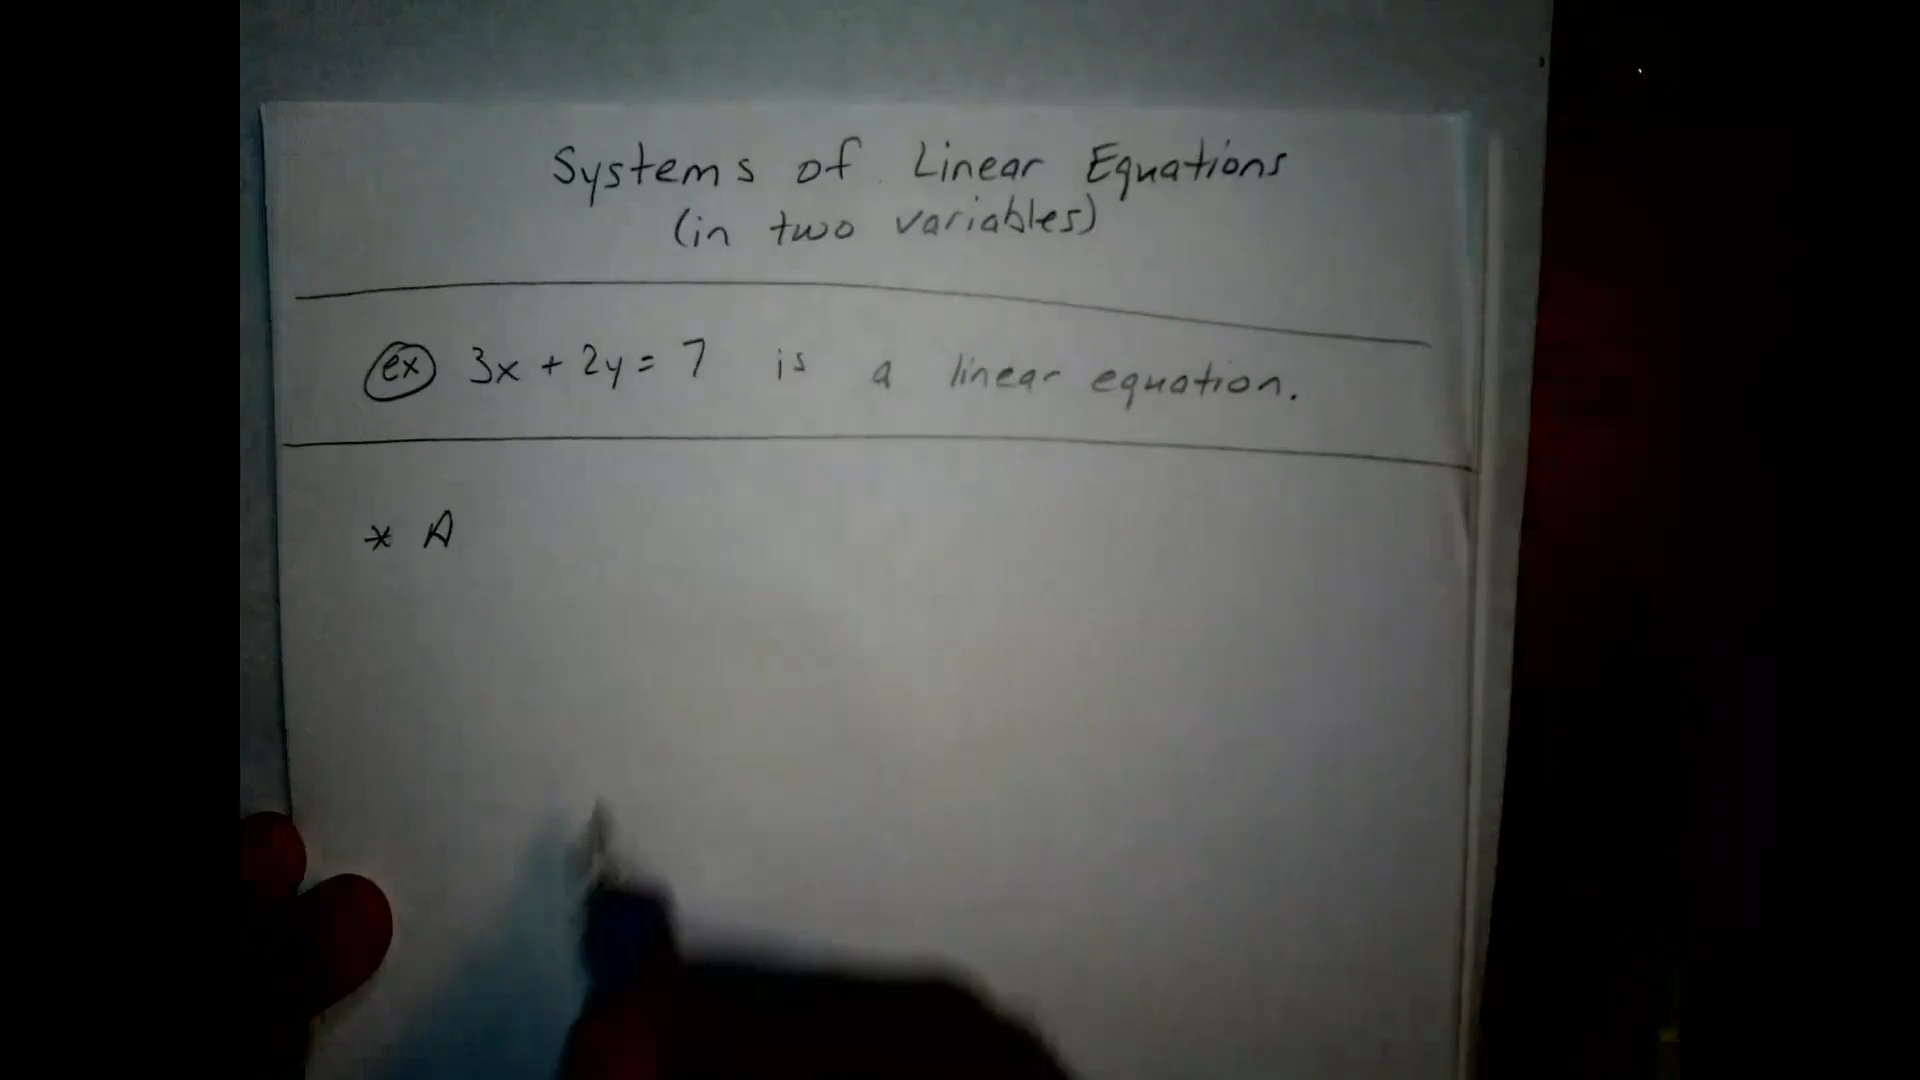 Systems of Linear Equations
(in two variables)
ex 3x + 2y = 7 is a linear equation.
* A